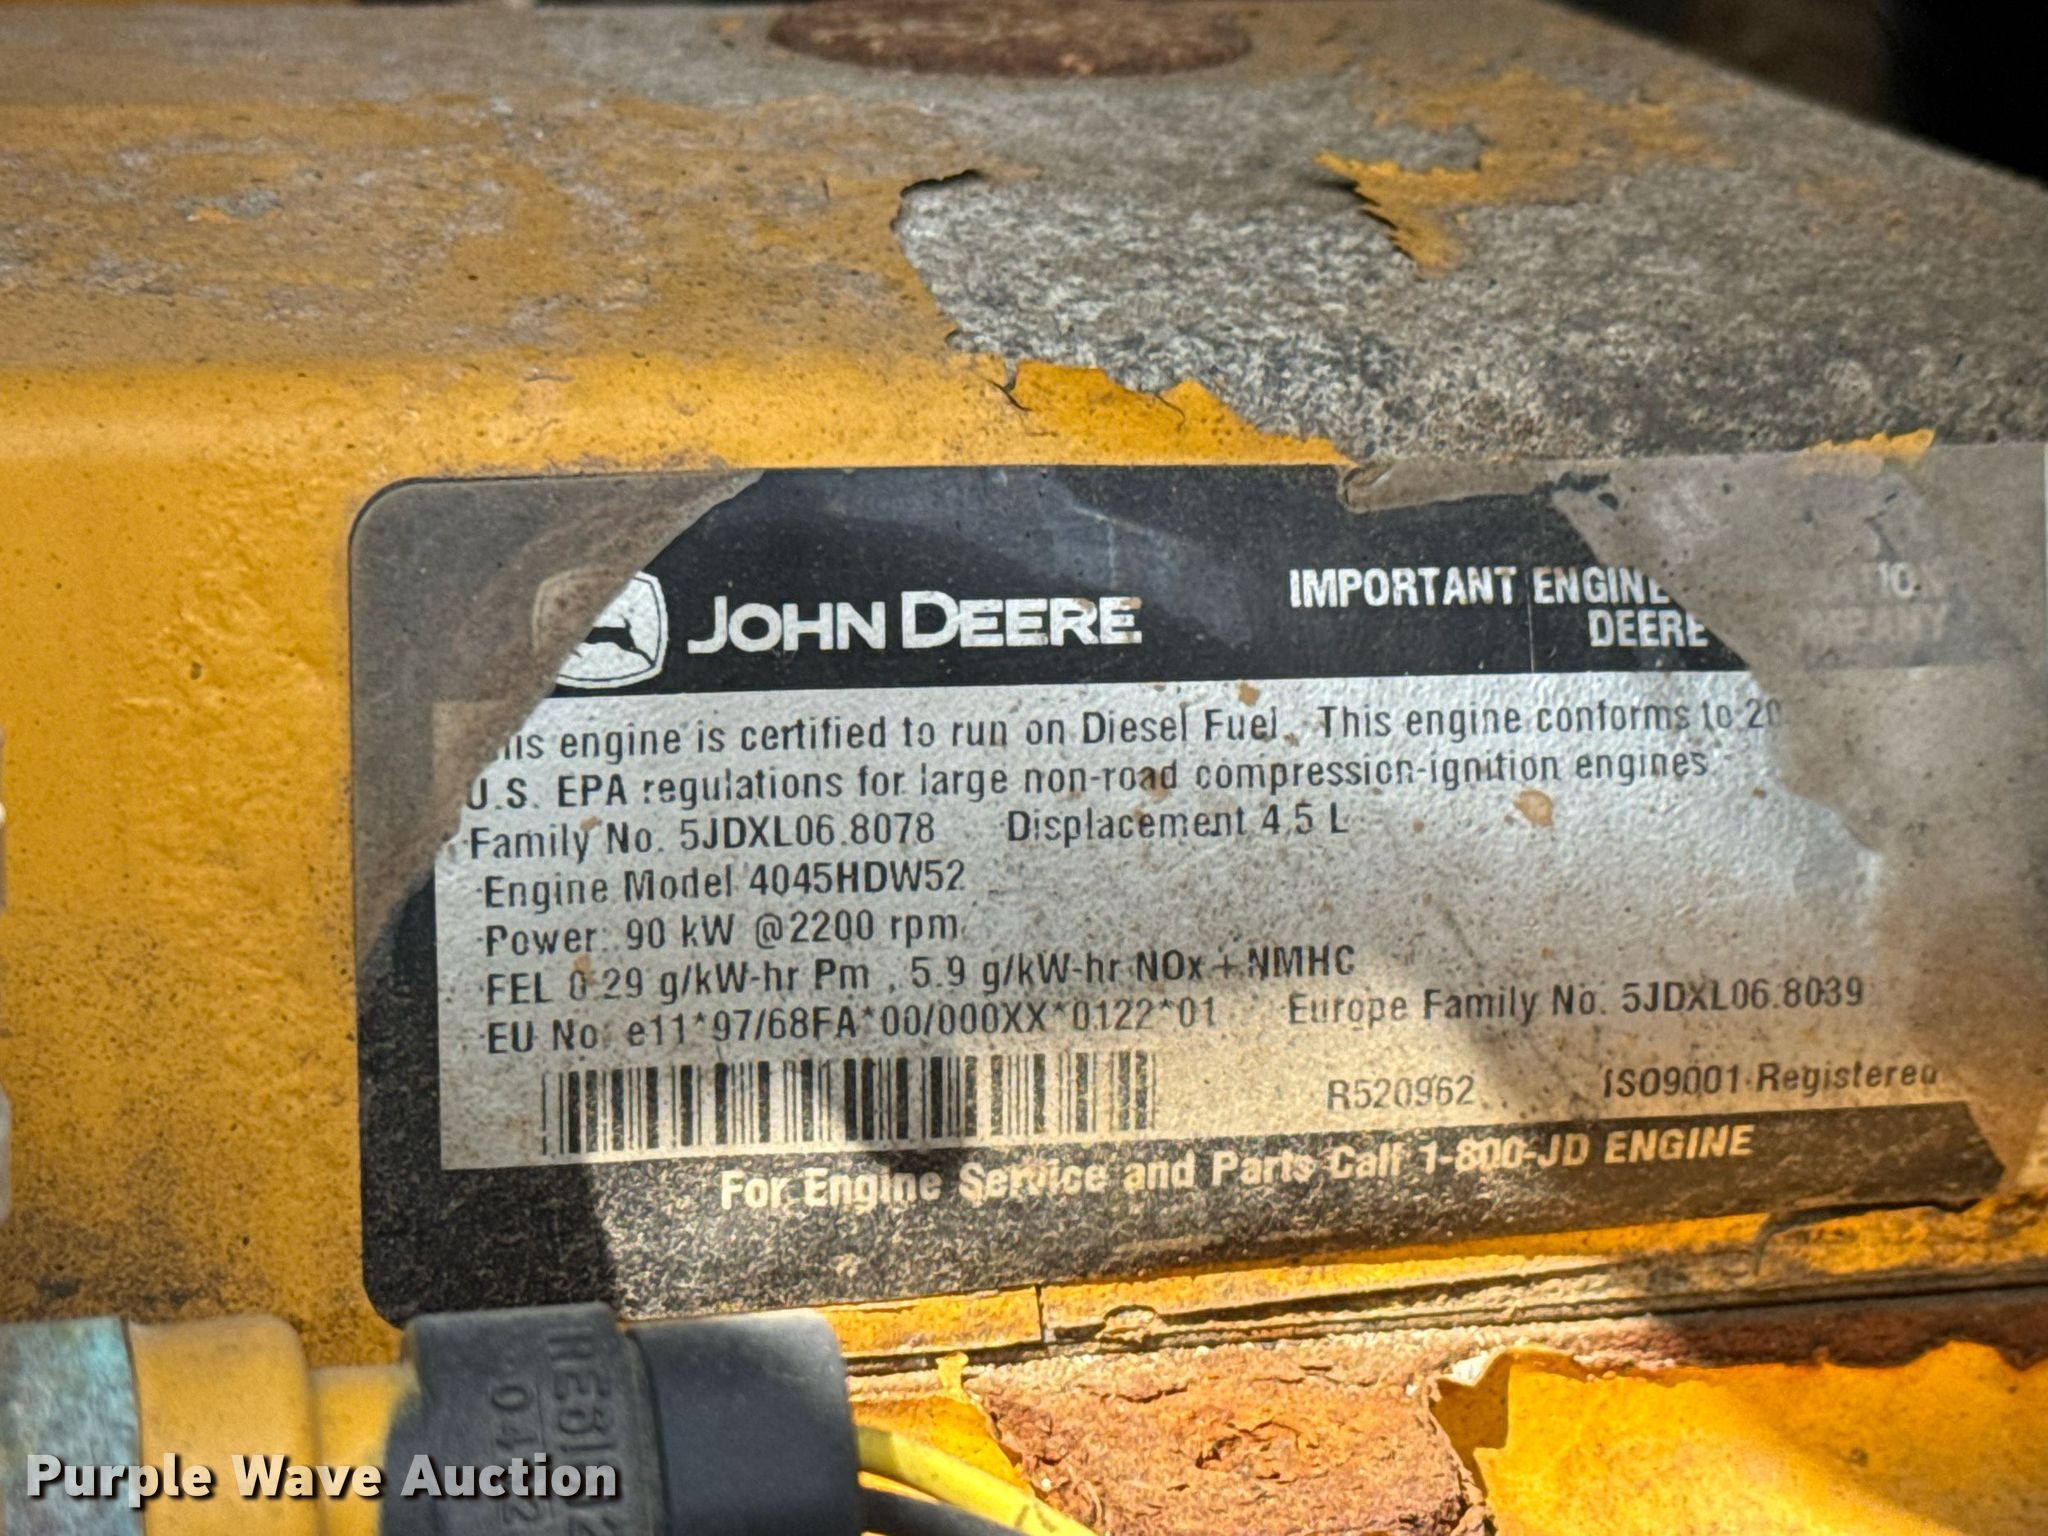 JOHN DEERE
IMPORTANT ENGINE
DEERE
engine is certified to run on Diesel Fuel. This engine conforms to 20
U.S. EPA regulations for large non-road compression-ignition engines.
Family No. 5JDXL06.8078 Displacement 4.5 L
Engine Model 4045HDW52
Power: 90 kW @2200 rpm
FEL 0.29 g/kW-hr Pm , 5.9 g/kW-hr NOx + NMHC
EU No. e11*97/68FA*00/000XX*0122*01 Europe Family No. 5JDXL06.8039
R520962 ISO9001 Registered
For Engine Service and Parts Call 1-800-JD ENGINE
Purple Wave Auction